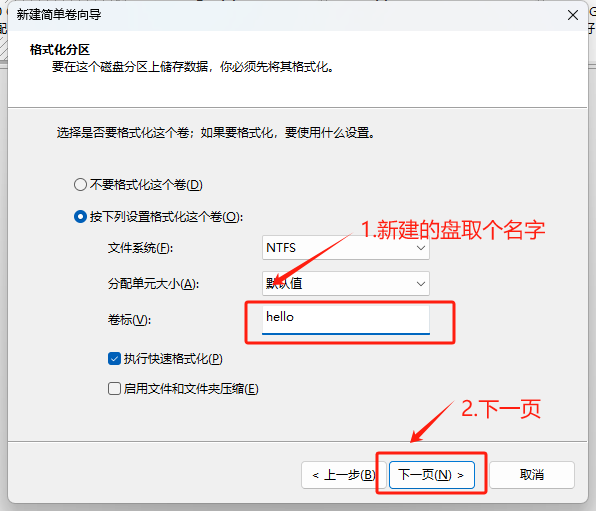 新建简单卷向导
格式化分区
要在这个磁盘分区上储存数据，你必须先将其格式化。
选择是否要格式化这个卷；如果要格式化，要使用什么设置。
不要格式化这个卷(D)
按下列设置格式化这个卷(O):
1.新建的盘取个名字
文件系统(F): NTFS
分配单元大小(A): 默认值
卷标(V): hello
执行快速格式化(P)
启用文件和文件夹压缩(E)
2.下一页
< 上一步(B) 下一页(N) > 取消